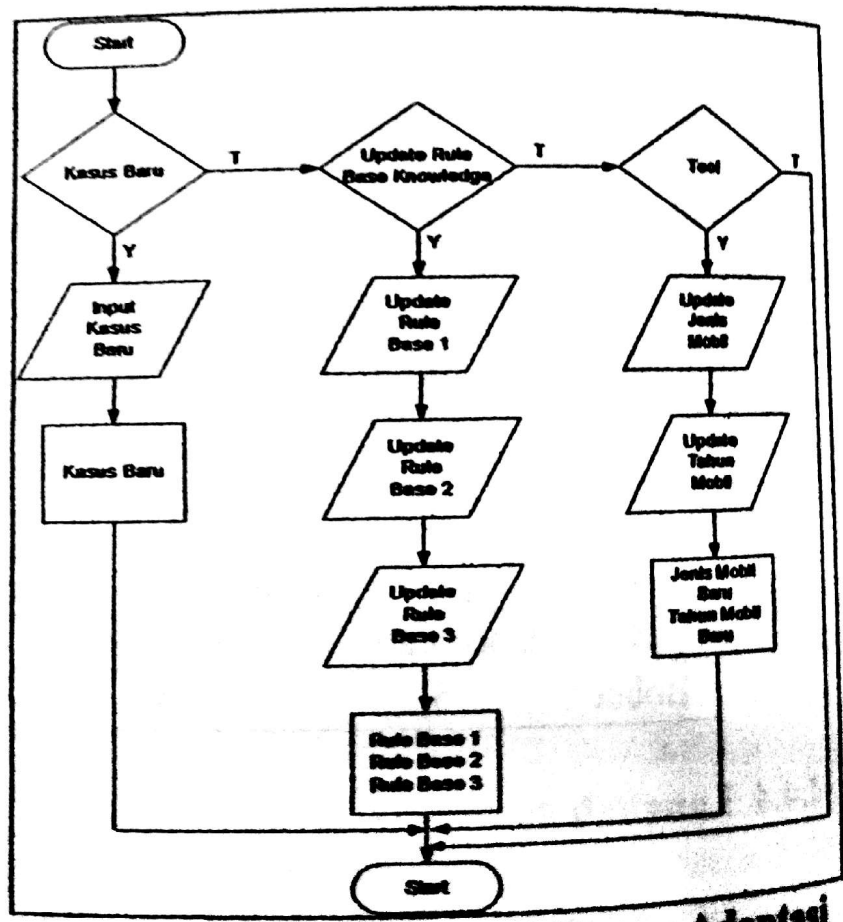 Start
Kasus Baru
T
Update Rule
Base Knowledge
T
Tool
T
Y
Y
Y
Input
Kasus
Baru
Update
Rule
Base 1
Update
Jenis
Mobil
Kasus Baru
Update
Rule
Base 2
Update
Tahun
Mobil
Update
Rule
Base 3
Jenis Mobil
Baru
Tahun Mobil
Baru
Rule Base 1
Rule Base 2
Rule Base 3
Start
Adaptasi